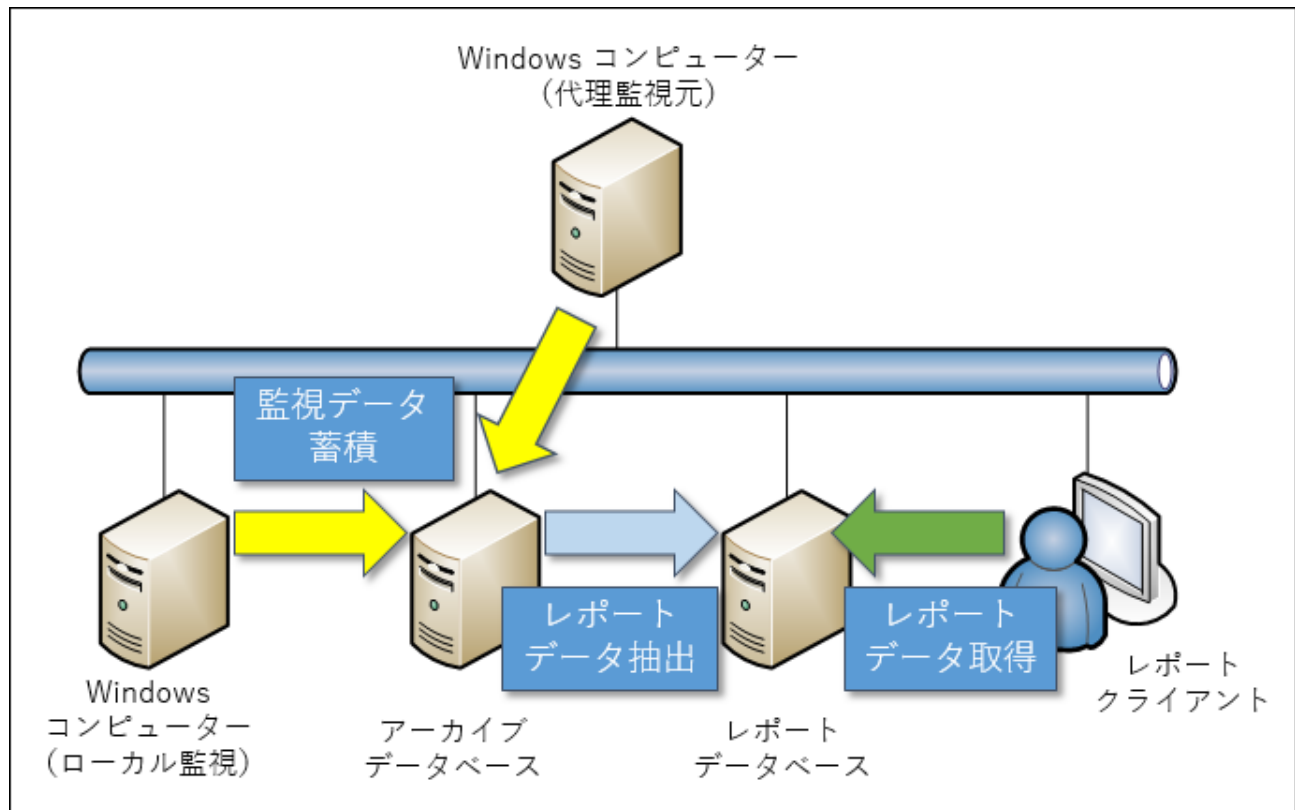 Windows コンピューター
(代理監視元)
監視データ
蓄積
レポート
データ抽出
レポート
データ取得
Windows
コンピューター
(ローカル監視)
アーカイブ
データベース
レポート
データベース
レポート
クライアント